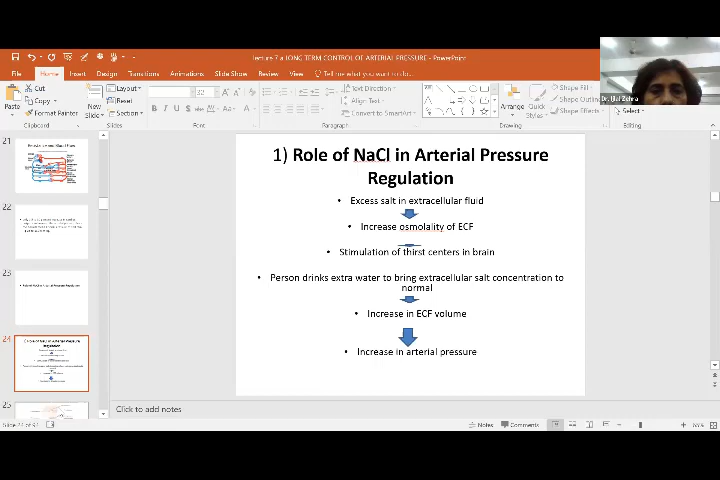 lecture 7 a LONG TERM CONTROL OF ARTERIAL PRESSURE - PowerPoint
File Home Insert Design Transitions Animations Slide Show Review View Tell me what you want to do...
Paste
Cut
Copy
Format Painter
Clipboard
New Slide
Layout
Reset
Section
Slides
32
Font
Text Direction
Align Text
Convert to SmartArt
Paragraph
Arrange
Quick Styles
Shape Fill
Shape Outline
Shape Effects
Drawing
Select
Editing
Dr. Ijlal Zehra
21
22
23
24
25
1) Role of NaCl in Arterial Pressure
Regulation
• Excess salt in extracellular fluid
• Increase osmolality of ECF
• Stimulation of thirst centers in brain
• Person drinks extra water to bring extracellular salt concentration to
normal
• Increase in ECF volume
• Increase in arterial pressure
Click to add notes
Notes Comments